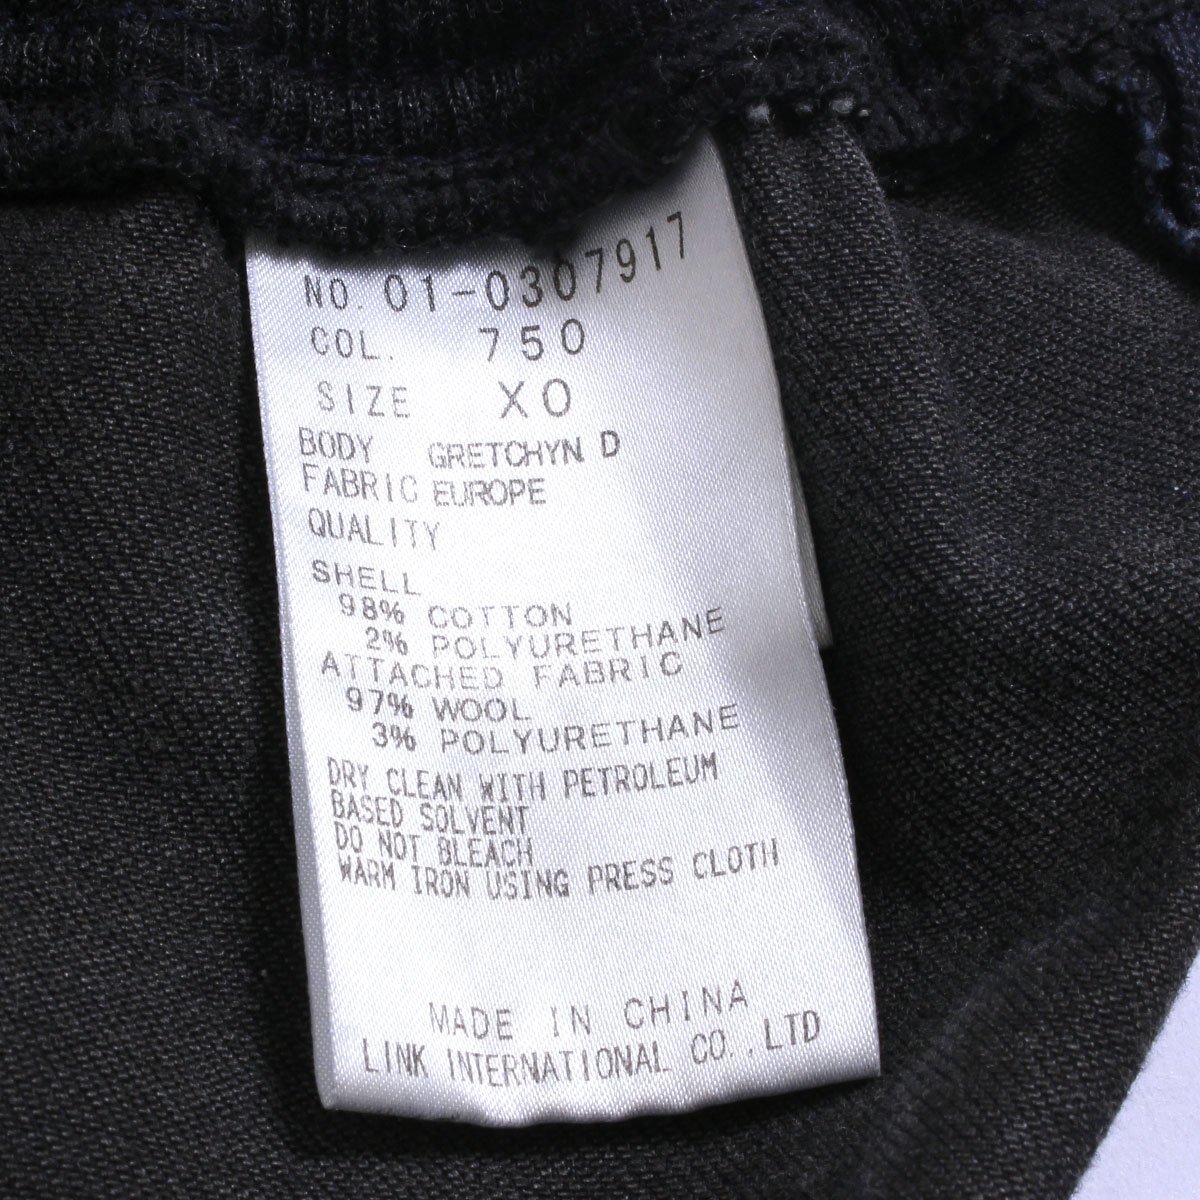 NO. 01-0307917
COL. 750
SIZE XO
BODY GRETCHYN D
FABRIC EUROPE
QUALITY
SHELL
98% COTTON
2% POLYURETHANE
ATTACHED FABRIC
97% WOOL
3% POLYURETHANE
DRY CLEAN WITH PETROLEUM
BASED SOLVENT
DO NOT BLEACH
WARM IRON USING PRESS CLOTH
MADE IN CHINA
LINK INTERNATIONAL CO.,LTD